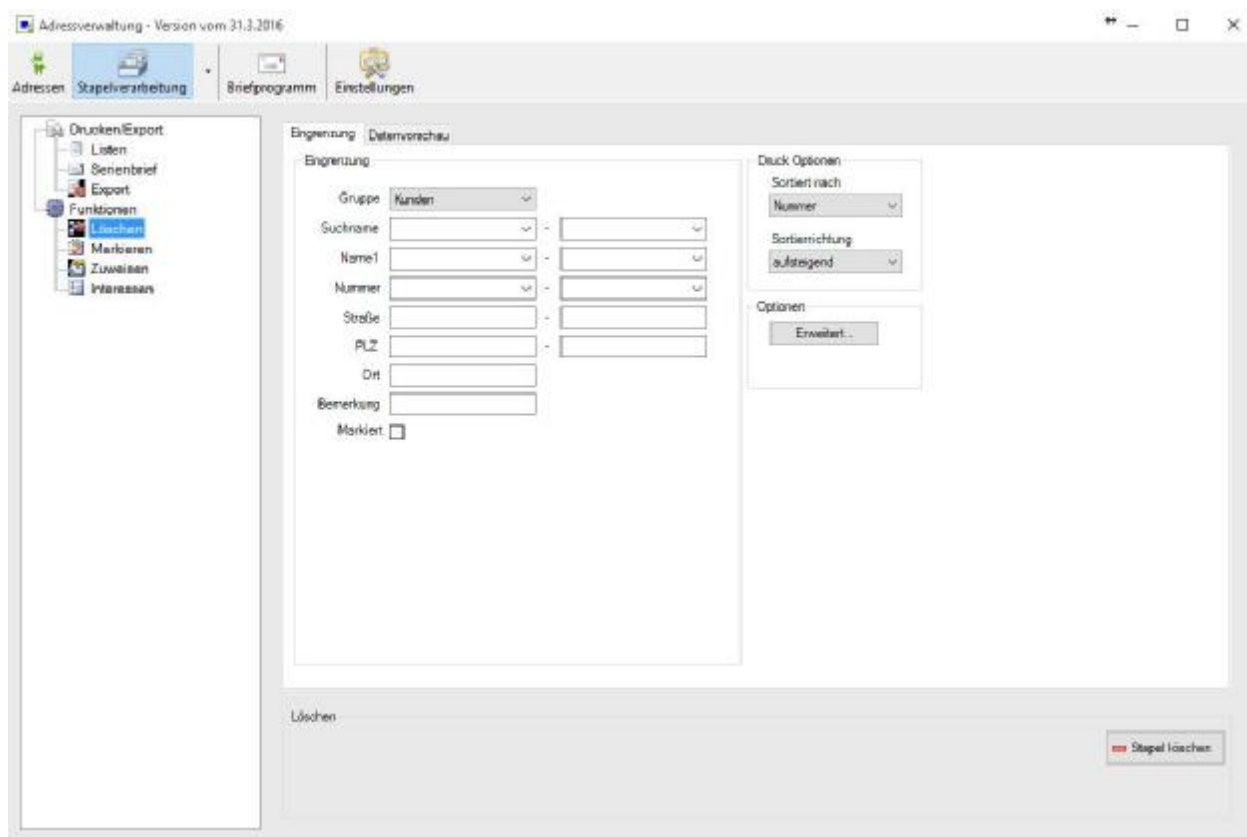 Adressverwaltung - Version vom 31.3.2016
Adressen Stapelverarbeitung Briefprogramm Einstellungen
Drucken/Export
Listen
Serienbrief
Export
Funktionen
Löschen
Markieren
Zuweisen
Interessen
Eingrenzung Datenvorschau
Eingrenzung
Gruppe Kunden
Suchname -
Name1 -
Nummer -
Straße -
PLZ -
Ort
Bemerkung
Markiert
Druck Optionen
Sortiert nach
Nummer
Sortierrichtung
aufsteigend
Optionen
Erweitert...
Löschen
Stapel löschen